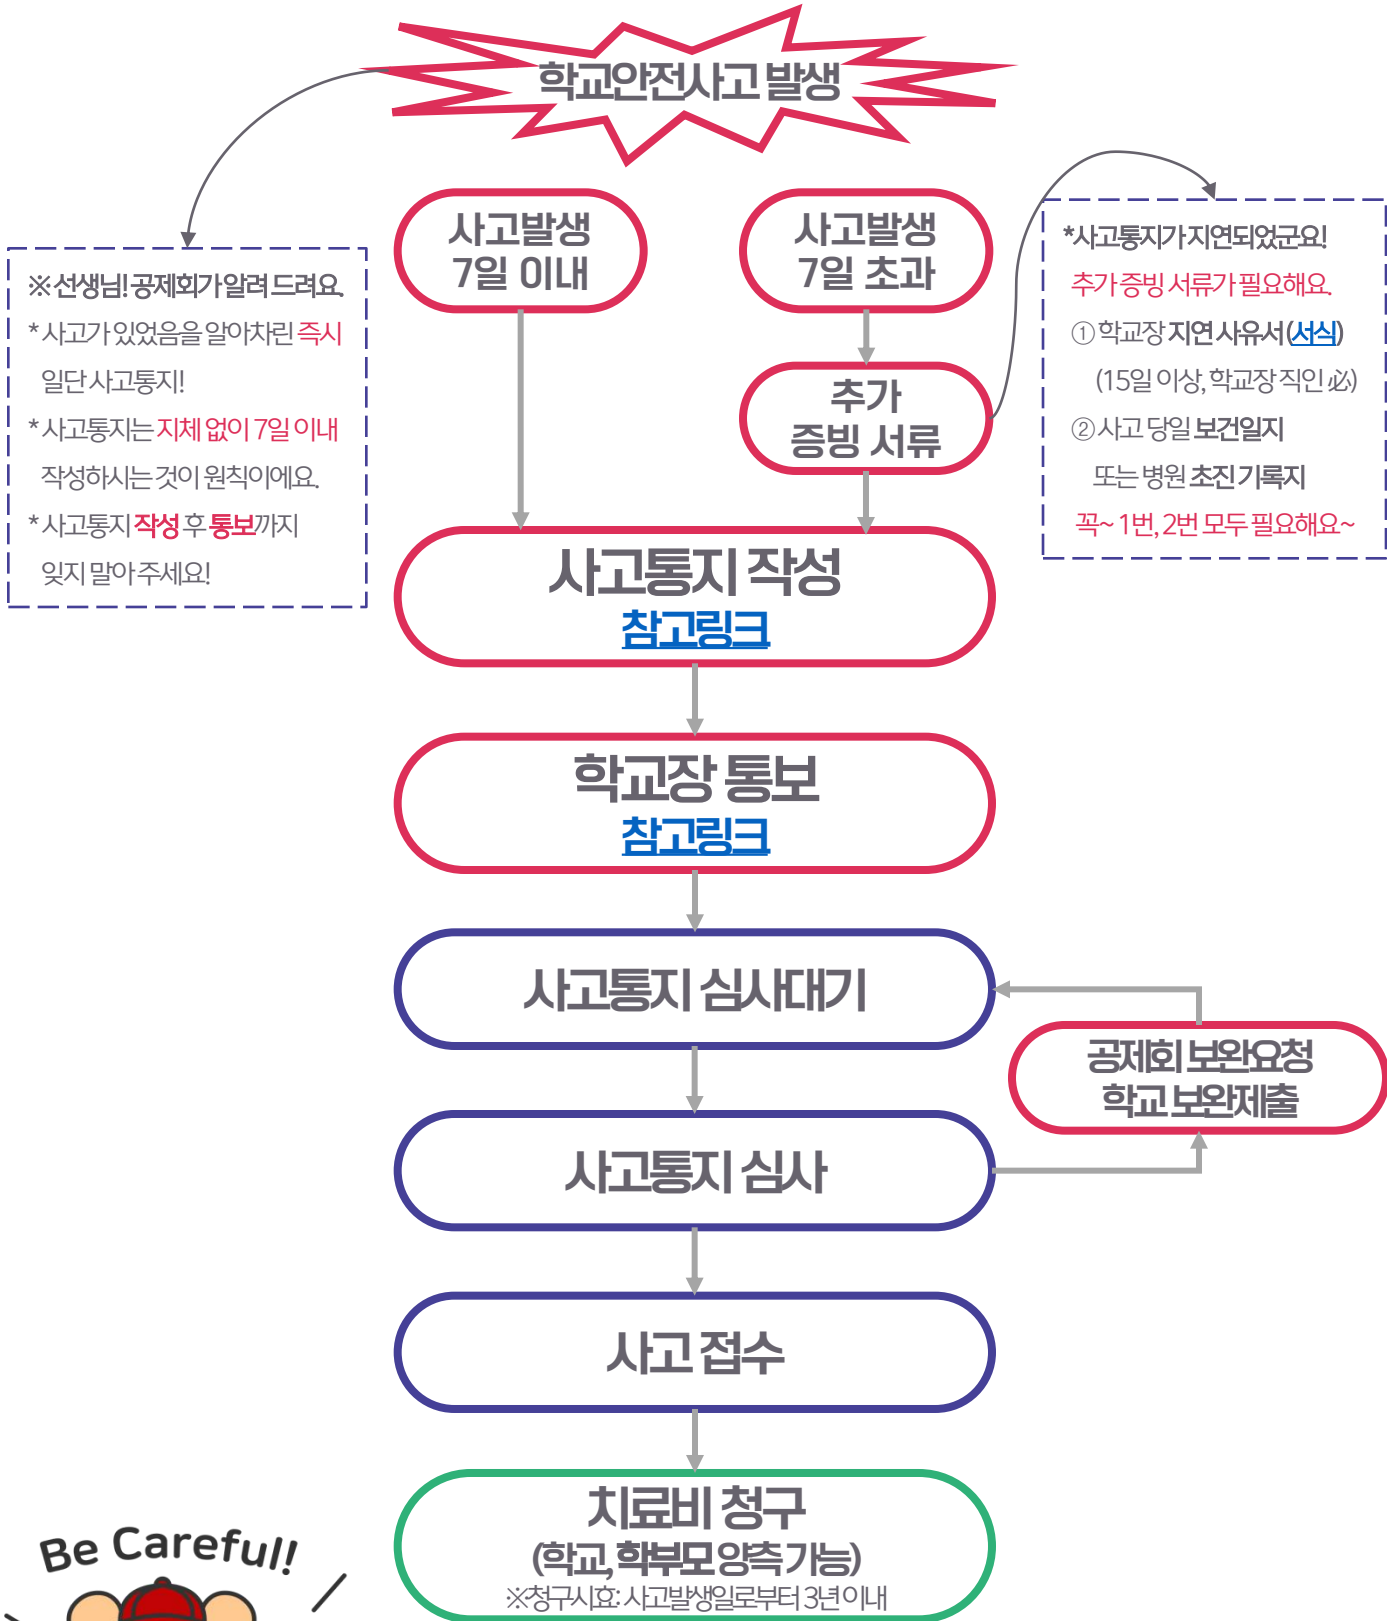 학교안전사고 발생
사고발생
7일 이내
사고발생
7일 초과
추가
증빙 서류
※ 선생님! 공제회가 알려 드려요.
* 사고가 있었음을 알아차린 즉시
일단 사고통지!
* 사고통지는 지체 없이 7일 이내
작성하시는 것이 원칙이에요.
* 사고통지 작성 후 통보까지
잊지 말아 주세요!
*사고통지가 지연되었군요!
추가 증빙 서류가 필요해요.
① 학교장 지연 사유서 (서식)
(15일 이상, 학교장 직인 必)
② 사고 당일 보건일지
또는 병원 초진 기록지
꼭~ 1번, 2번 모두 필요해요~
사고통지 작성
참고링크
학교장 통보
참고링크
사고통지 심사대기
공제회 보완요청
학교 보완제출
사고통지 심사
사고 접수
치료비 청구
(학교, 학부모 양측 가능)
※청구시효: 사고발생일로부터 3년 이내
Be Careful!